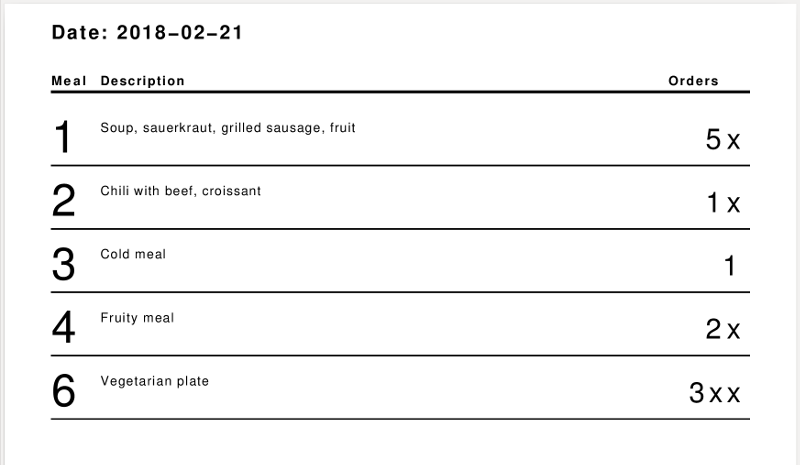 Date: 2018–02–21
Meal Description Orders
1 Soup, sauerkraut, grilled sausage, fruit 5 x
2 Chili with beef, croissant 1 x
3 Cold meal 1
4 Fruity meal 2 x
6 Vegetarian plate 3 x x